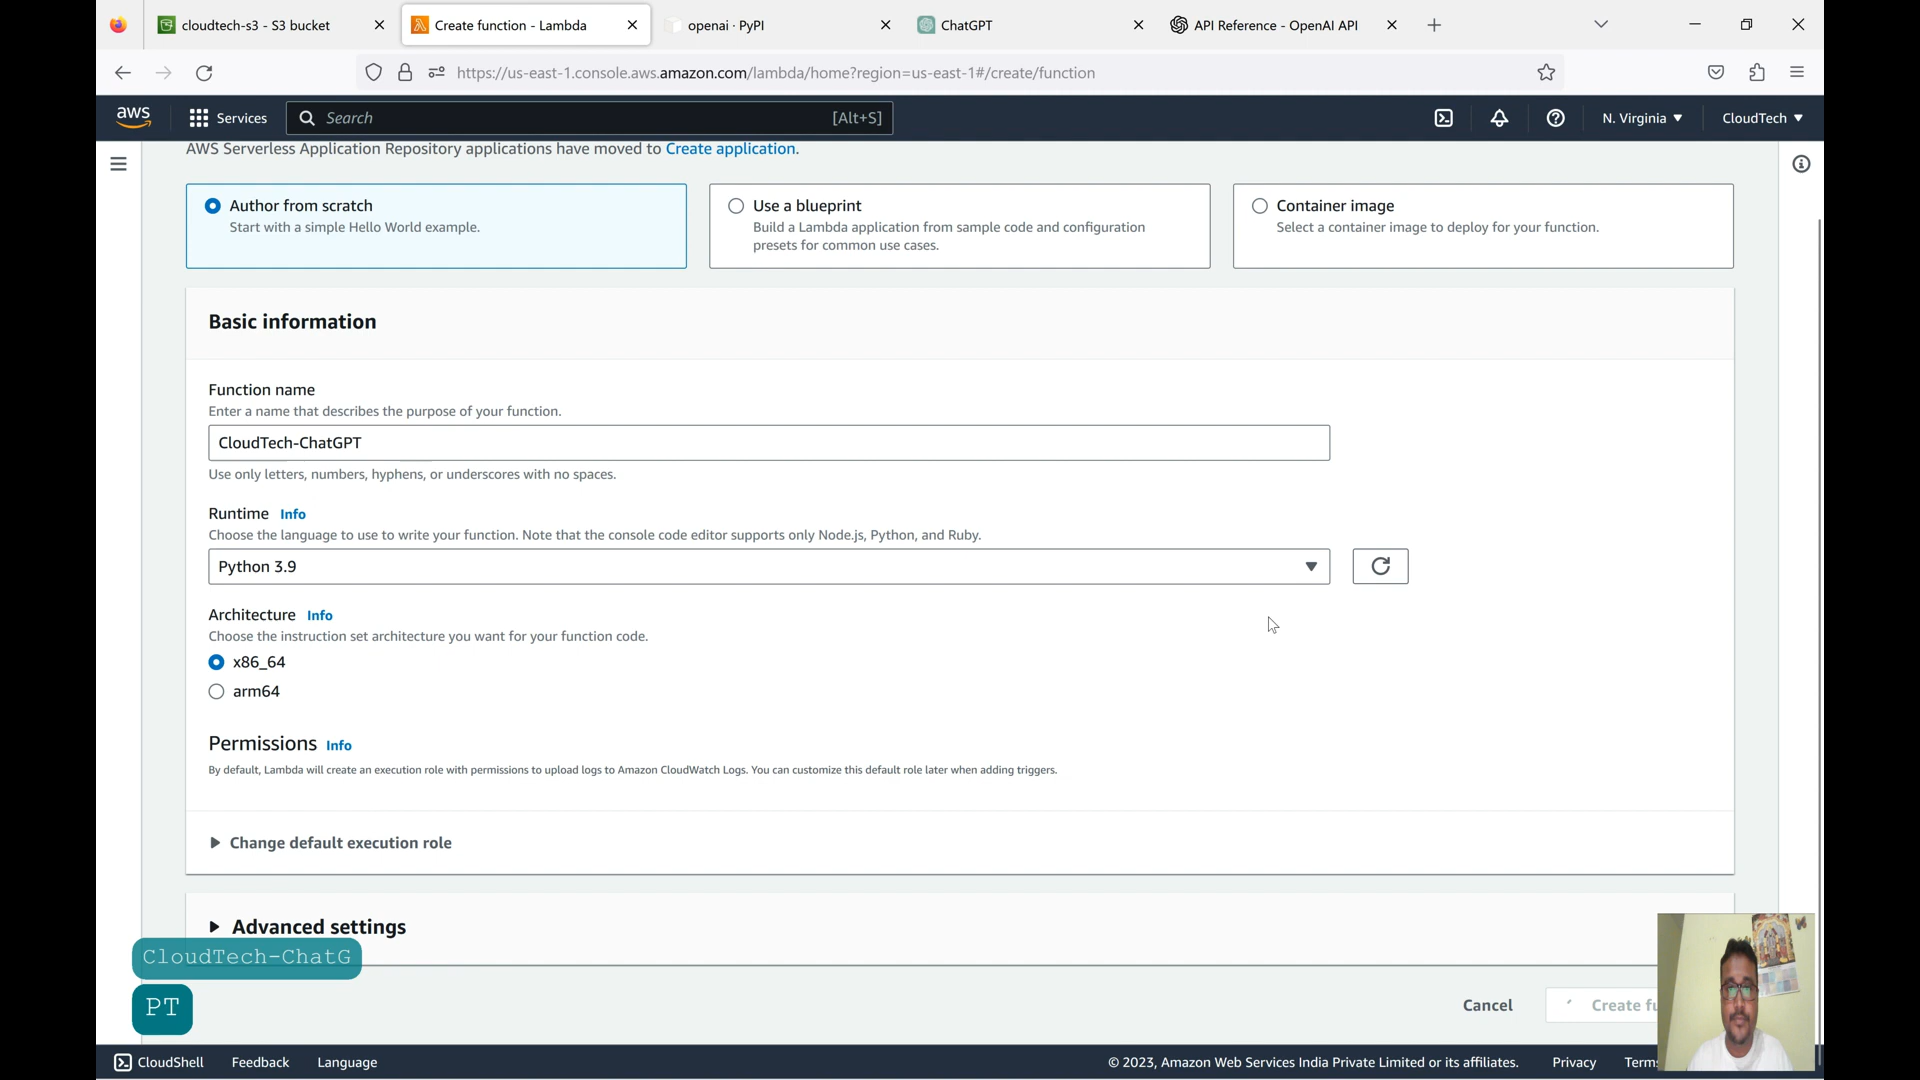 cloudtech-s3 - S3 bucket
Create function - Lambda
openai · PyPI
ChatGPT
API Reference - OpenAI API
https://us-east-1.console.aws.amazon.com/lambda/home?region=us-east-1#/create/function
aws
Services
Search
[Alt+S]
N. Virginia
CloudTech
AWS Serverless Application Repository applications have moved to Create application.
Author from scratch
Start with a simple Hello World example.
Use a blueprint
Build a Lambda application from sample code and configuration
presets for common use cases.
Container image
Select a container image to deploy for your function.
Basic information
Function name
Enter a name that describes the purpose of your function.
CloudTech-ChatGPT
Use only letters, numbers, hyphens, or underscores with no spaces.
Runtime Info
Choose the language to use to write your function. Note that the console code editor supports only Node.js, Python, and Ruby.
Python 3.9
Architecture Info
Choose the instruction set architecture you want for your function code.
x86_64
arm64
Permissions Info
By default, Lambda will create an execution role with permissions to upload logs to Amazon CloudWatch Logs. You can customize this default role later when adding triggers.
Change default execution role
Advanced settings
CloudTech-ChatG
PT
Cancel
Create fu
CloudShell
Feedback
Language
© 2023, Amazon Web Services India Private Limited or its affiliates.
Privacy
Terms